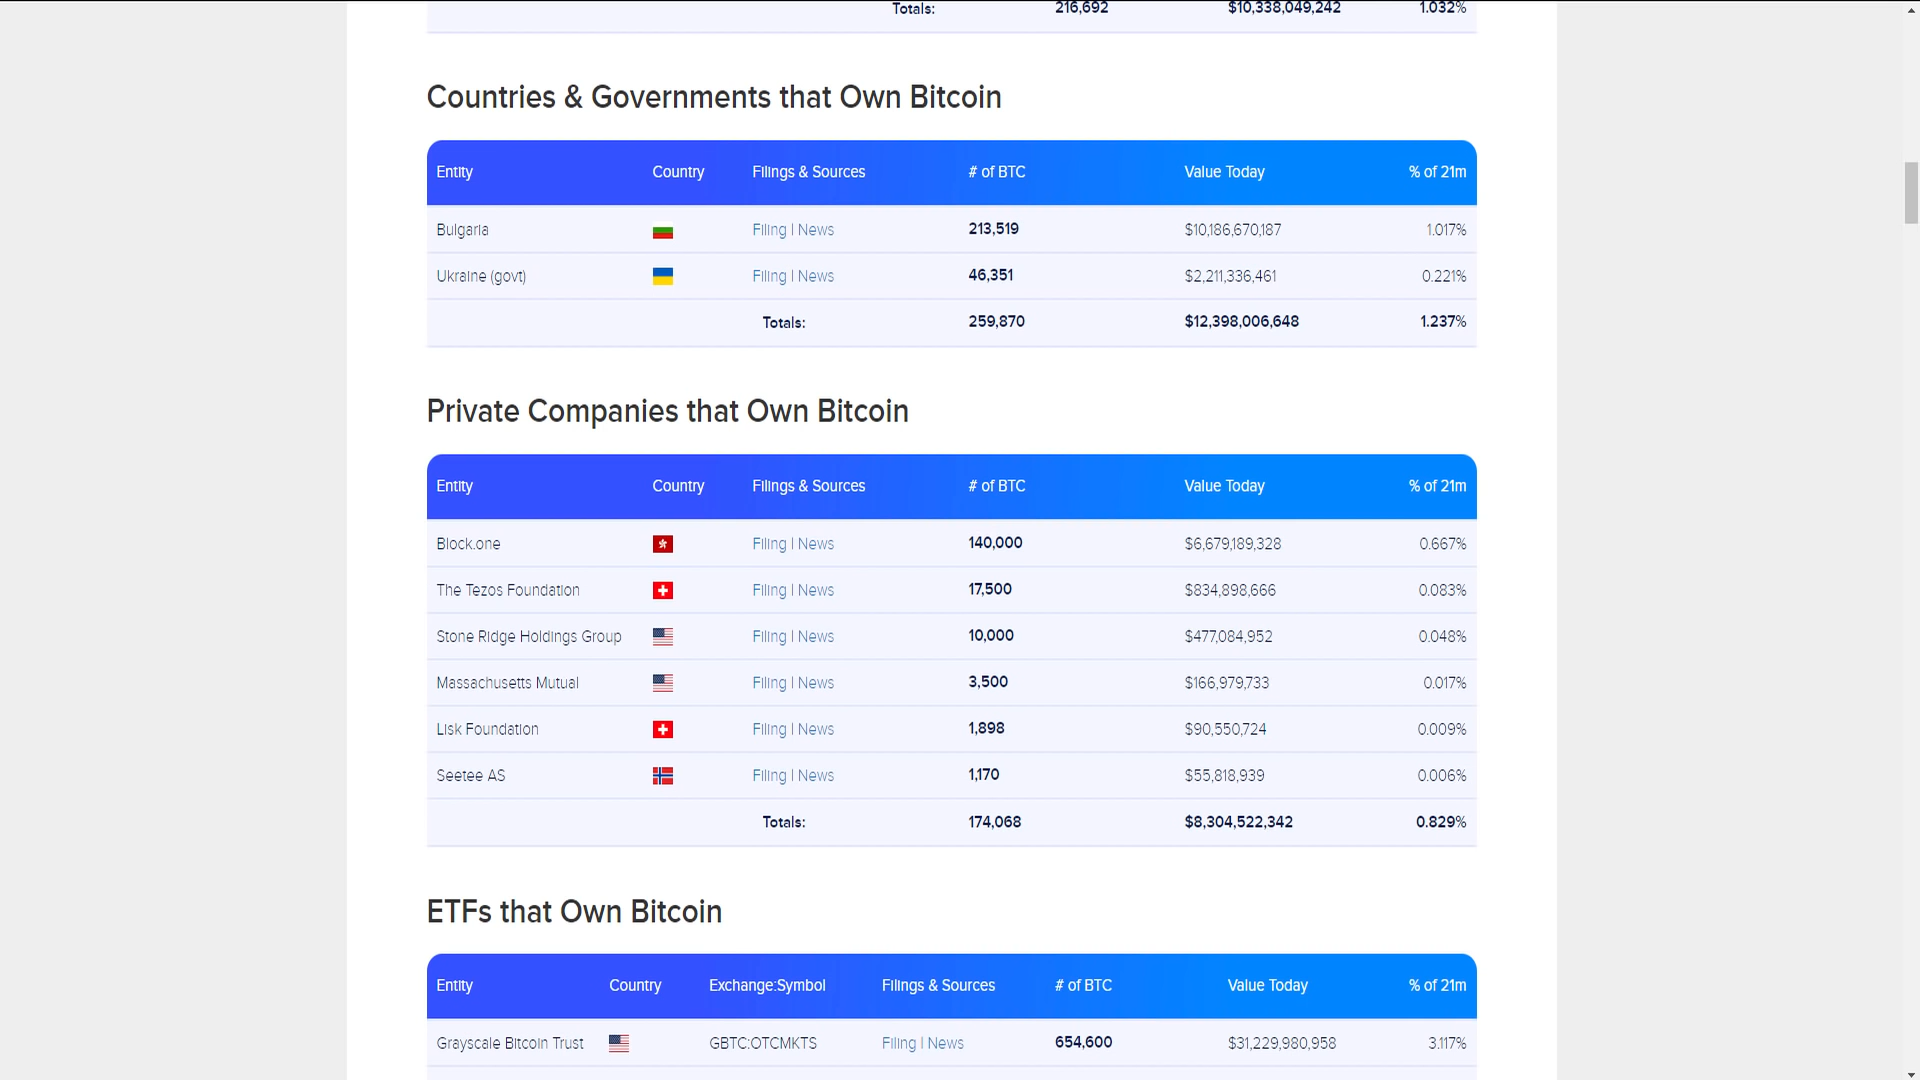 Totals: 216,692 $10,338,049,242 1.032%
Countries & Governments that Own Bitcoin
Entity Country Filings & Sources # of BTC Value Today % of 21m
Bulgaria Filing | News 213,519 $10,186,670,187 1.017%
Ukraine (govt) Filing | News 46,351 $2,211,336,461 0.221%
Totals: 259,870 $12,398,006,648 1.237%
Private Companies that Own Bitcoin
Entity Country Filings & Sources # of BTC Value Today % of 21m
Block.one Filing | News 140,000 $6,679,189,328 0.667%
The Tezos Foundation Filing | News 17,500 $834,898,666 0.083%
Stone Ridge Holdings Group Filing | News 10,000 $477,084,952 0.048%
Massachusetts Mutual Filing | News 3,500 $166,979,733 0.017%
Lisk Foundation Filing | News 1,898 $90,550,724 0.009%
Seetee AS Filing | News 1,170 $55,818,939 0.006%
Totals: 174,068 $8,304,522,342 0.829%
ETFs that Own Bitcoin
Entity Country Exchange:Symbol Filings & Sources # of BTC Value Today % of 21m
Grayscale Bitcoin Trust GBTC:OTCMKTS Filing | News 654,600 $31,229,980,958 3.117%